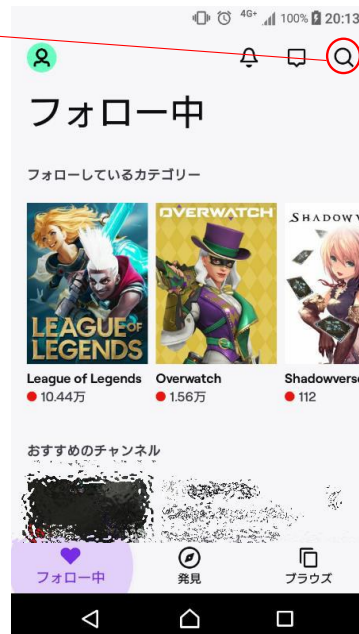 4G+ 100% 20:13
フォロー中
フォローしているカテゴリー
OVERWATCH
SHADOWV
LEAGUE OF
LEGENDS
League of Legends Overwatch Shadowverse
10.44万 1.56万 112
おすすめのチャンネル
フォロー中 発見 ブラウズ